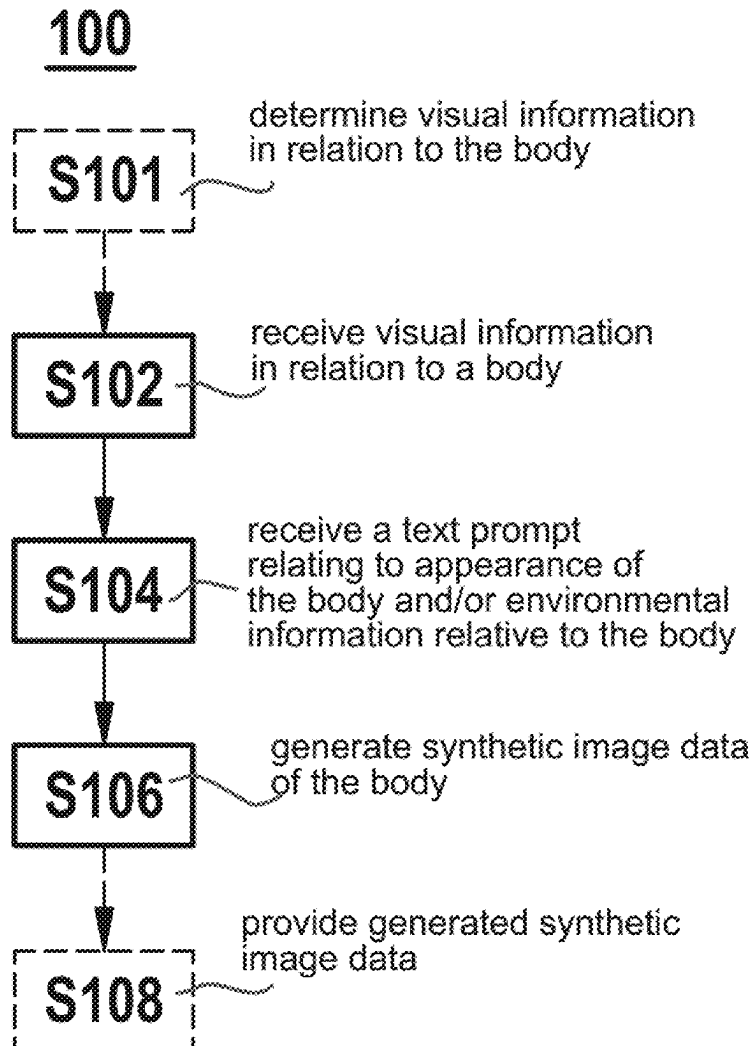 100
determine visual information
in relation to the body
S101
receive visual information
in relation to a body
S102
receive a text prompt
relating to appearance of
the body and/or environmental
information relative to the body
S104
generate synthetic image data
of the body
S106
provide generated synthetic
image data
S108